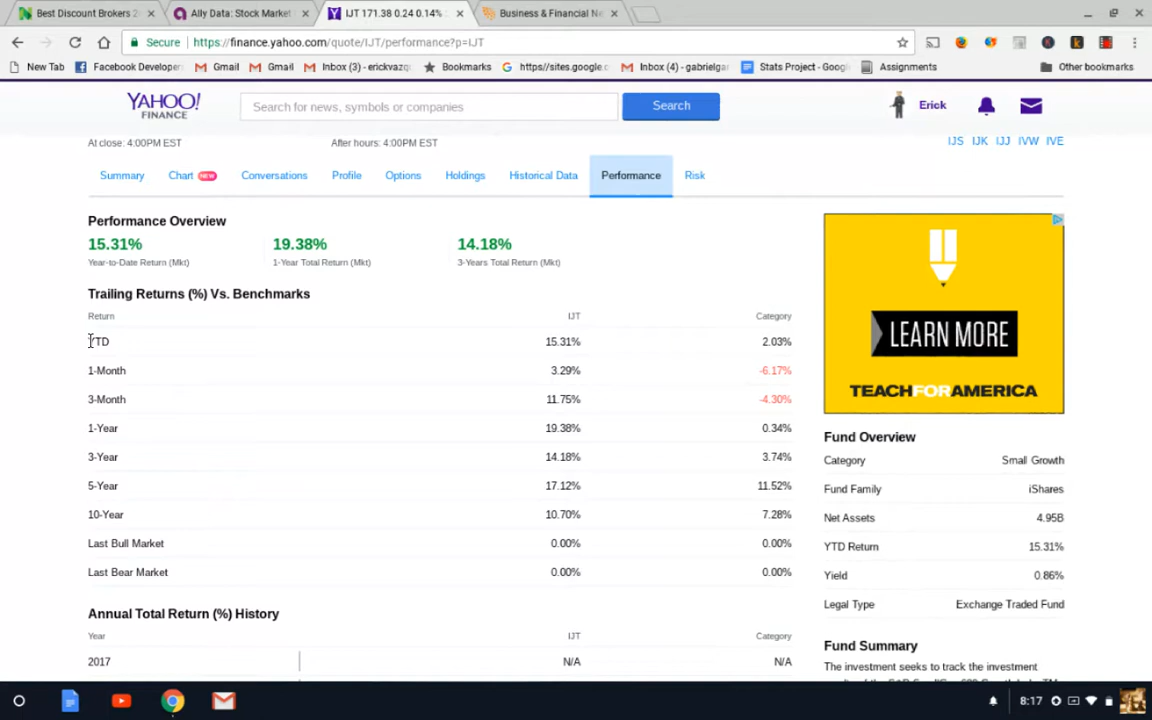 Best Discount Brokers 2
Ally Data: Stock Market
IJT 171.38 0.24 0.14%
Business & Financial Ne
Secure
https://finance.yahoo.com/quote/IJT/performance?p=IJT
New Tab
Facebook Developer
Gmail
Gmail
Inbox (3) - erickvazq
Bookmarks
https//sites.google.c
Inbox (4) - gabrielga
Stats Project - Goog
Assignments
Other bookmarks
YAHOO!
FINANCE
Search for news, symbols or companies
Search
Erick
At close: 4:00PM EST
After hours: 4:00PM EST
IJS IJK IJJ IVW IVE
Summary
Chart NEW
Conversations
Profile
Options
Holdings
Historical Data
Performance
Risk
Performance Overview
15.31% 19.38% 14.18%
Year-to-Date Return (Mkt) 1-Year Total Return (Mkt) 3-Years Total Return (Mkt)
Trailing Returns (%) Vs. Benchmarks
Return IJT Category
YTD 15.31% 2.03%
1-Month 3.29% -6.17%
3-Month 11.75% -4.30%
1-Year 19.38% 0.34%
3-Year 14.18% 3.74%
5-Year 17.12% 11.52%
10-Year 10.70% 7.28%
Last Bull Market 0.00% 0.00%
Last Bear Market 0.00% 0.00%
Annual Total Return (%) History
Year IJT Category
2017 N/A N/A
LEARN MORE
TEACHFORAMERICA
Fund Overview
Category Small Growth
Fund Family iShares
Net Assets 4.95B
YTD Return 15.31%
Yield 0.86%
Legal Type Exchange Traded Fund
Fund Summary
The investment seeks to track the investment
8:17